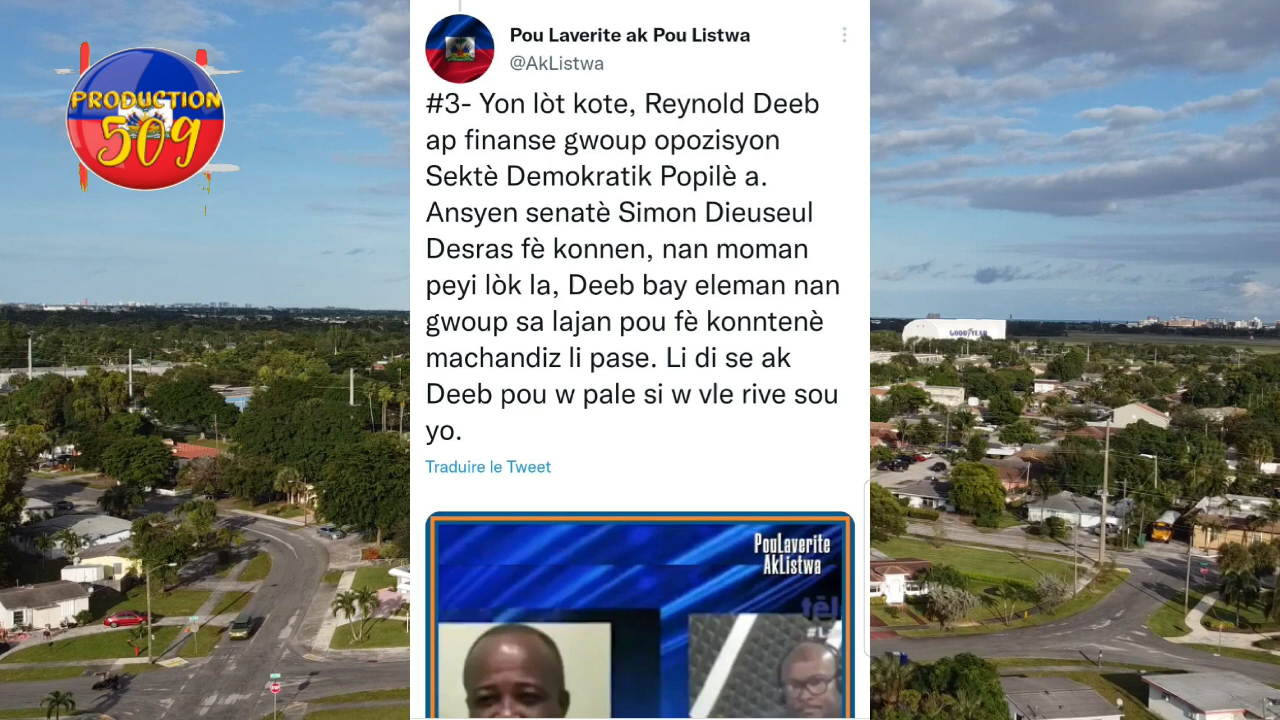 PRODUCTION
509
Pou Laverite ak Pou Listwa
@AkListwa
#3- Yon lòt kote, Reynold Deeb
ap finanse gwoup opozisyon
Sektè Demokratik Popilè a.
Ansyen senatè Simon Dieuseul
Desras fè konnen, nan moman
peyi lòk la, Deeb bay eleman nan
gwoup sa lajan pou fè konntenè
machandiz li pase. Li di se ak
Deeb pou w pale si w vle rive sou
yo.
Traduire le Tweet
PouLaverite
AkListwa
GOODYEAR